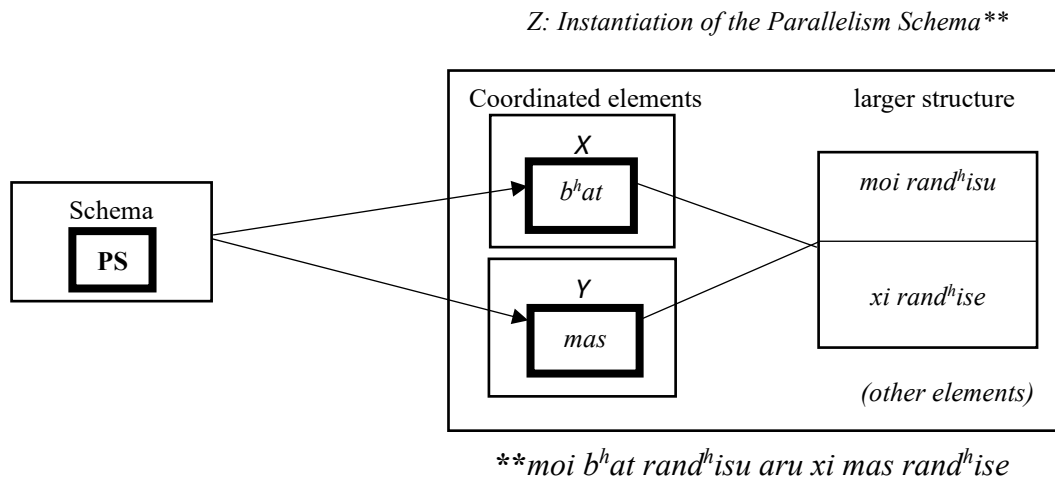 Z: Instantiation of the Parallelism Schema**
Coordinated elements
larger structure
X
bʰat
moi randʰisu
Schema
PS
Y
mas
xi randʰise
(other elements)
**moi bʰat randʰisu aru xi mas randʰise